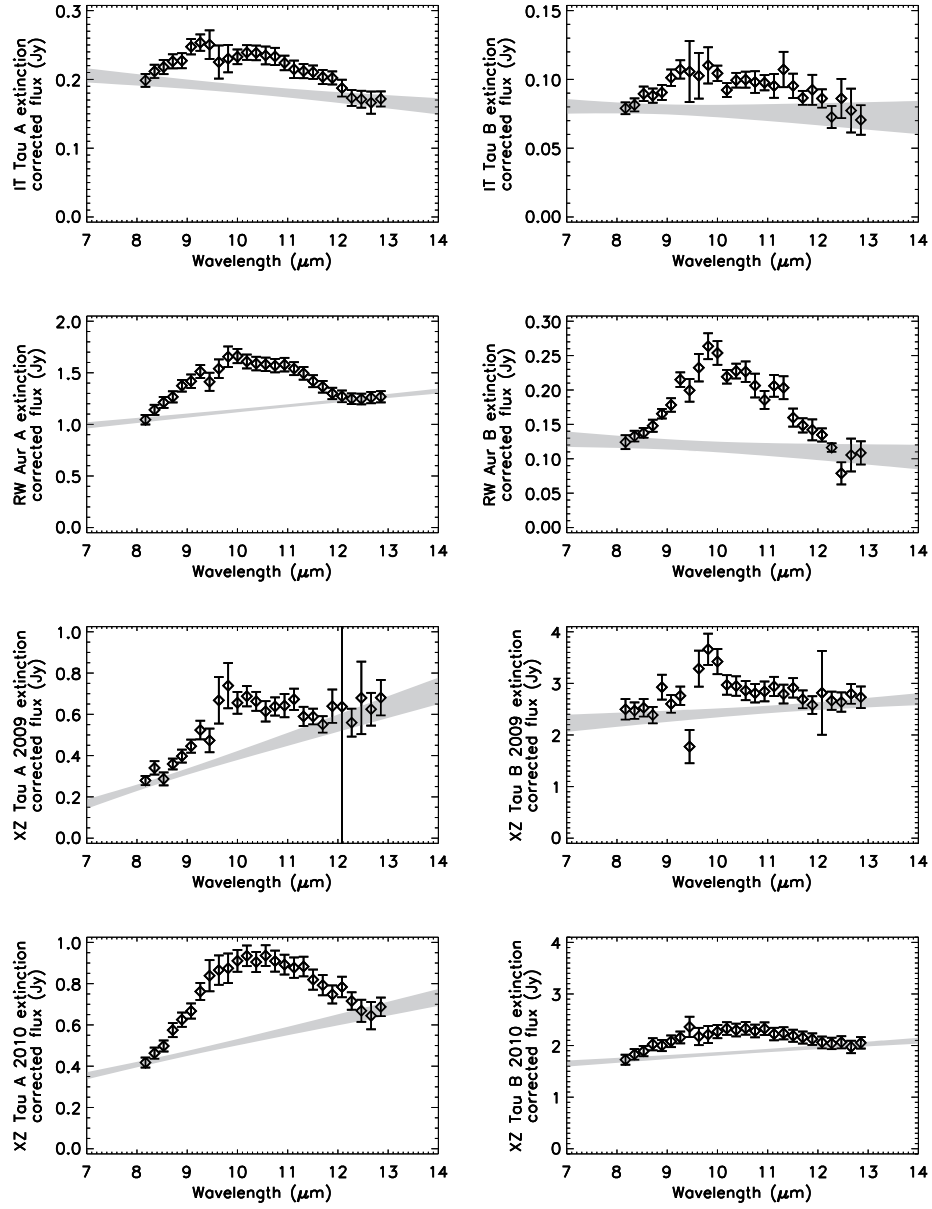 0.3
0.2
0.1
0.0
IT Tau A extinction
corrected flux (Jy)
7 8 9 10 11 12 13 14
Wavelength (μm)
0.15
0.10
0.05
0.00
IT Tau B extinction
corrected flux (Jy)
7 8 9 10 11 12 13 14
Wavelength (μm)
2.0
1.5
1.0
0.5
0.0
RW Aur A extinction
corrected flux (Jy)
7 8 9 10 11 12 13 14
Wavelength (μm)
0.30
0.25
0.20
0.15
0.10
0.05
0.00
RW Aur B extinction
corrected flux (Jy)
7 8 9 10 11 12 13 14
Wavelength (μm)
1.0
0.8
0.6
0.4
0.2
0.0
XZ Tau A 2009 extinction
corrected flux (Jy)
7 8 9 10 11 12 13 14
Wavelength (μm)
4
3
2
1
0
XZ Tau B 2009 extinction
corrected flux (Jy)
7 8 9 10 11 12 13 14
Wavelength (μm)
1.0
0.8
0.6
0.4
0.2
0.0
XZ Tau A 2010 extinction
corrected flux (Jy)
7 8 9 10 11 12 13 14
Wavelength (μm)
4
3
2
1
0
XZ Tau B 2010 extinction
corrected flux (Jy)
7 8 9 10 11 12 13 14
Wavelength (μm)